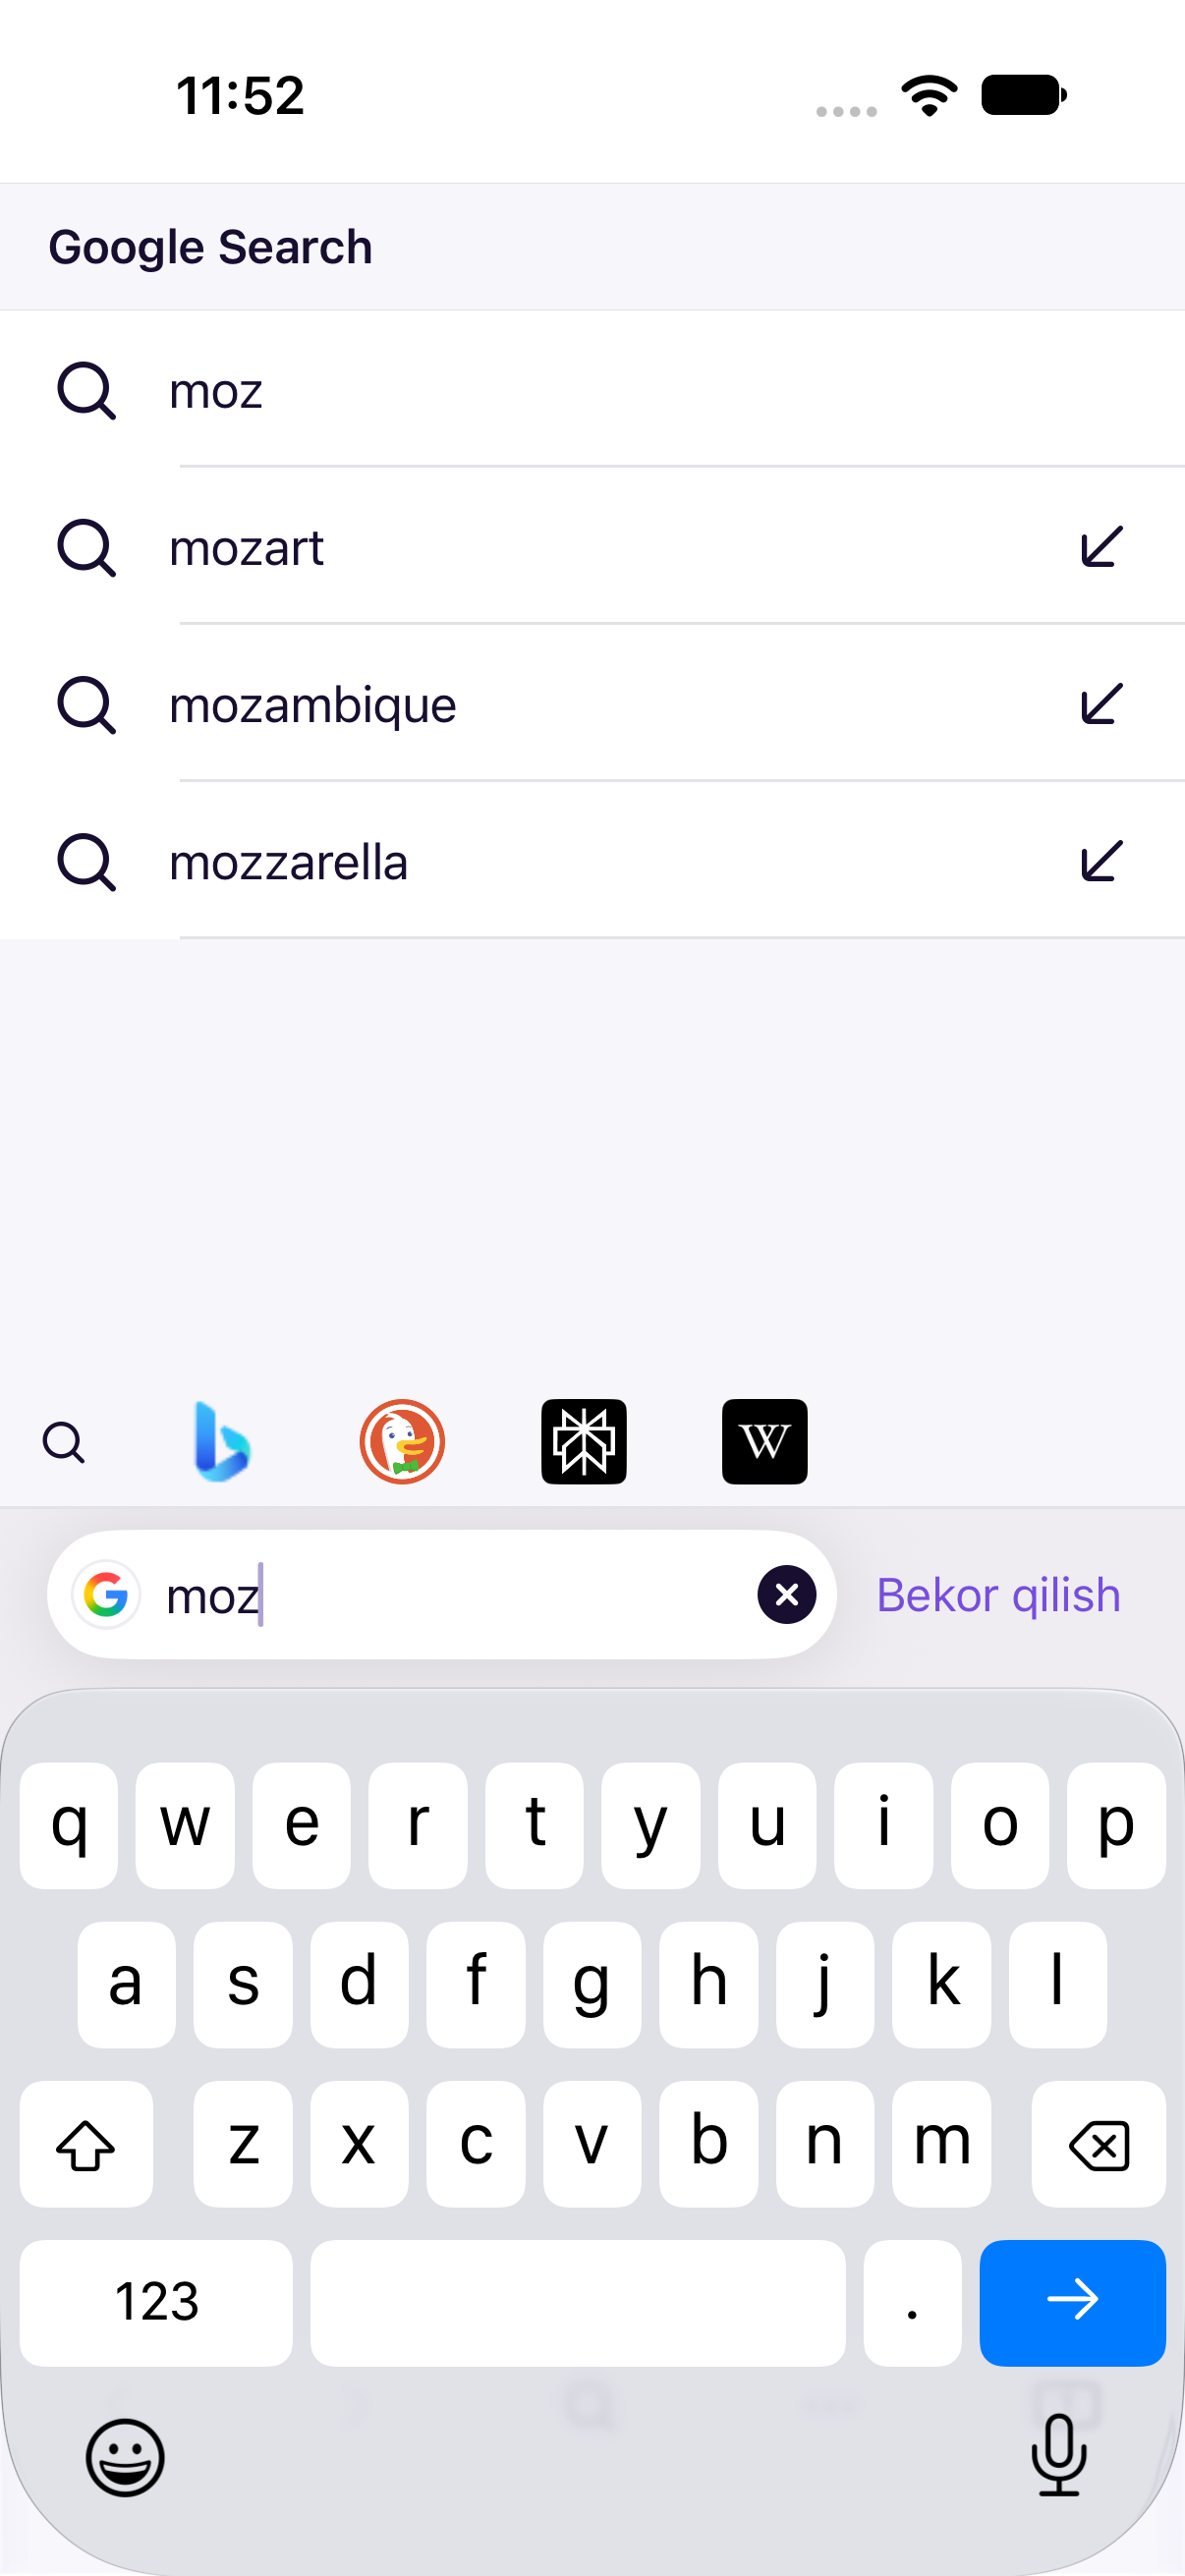 11:52
Google Search
moz
mozart
mozambique
mozzarella
W
moz
Bekor qilish
q w e r t y u i o p
a s d f g h j k l
z x c v b n m
123 .